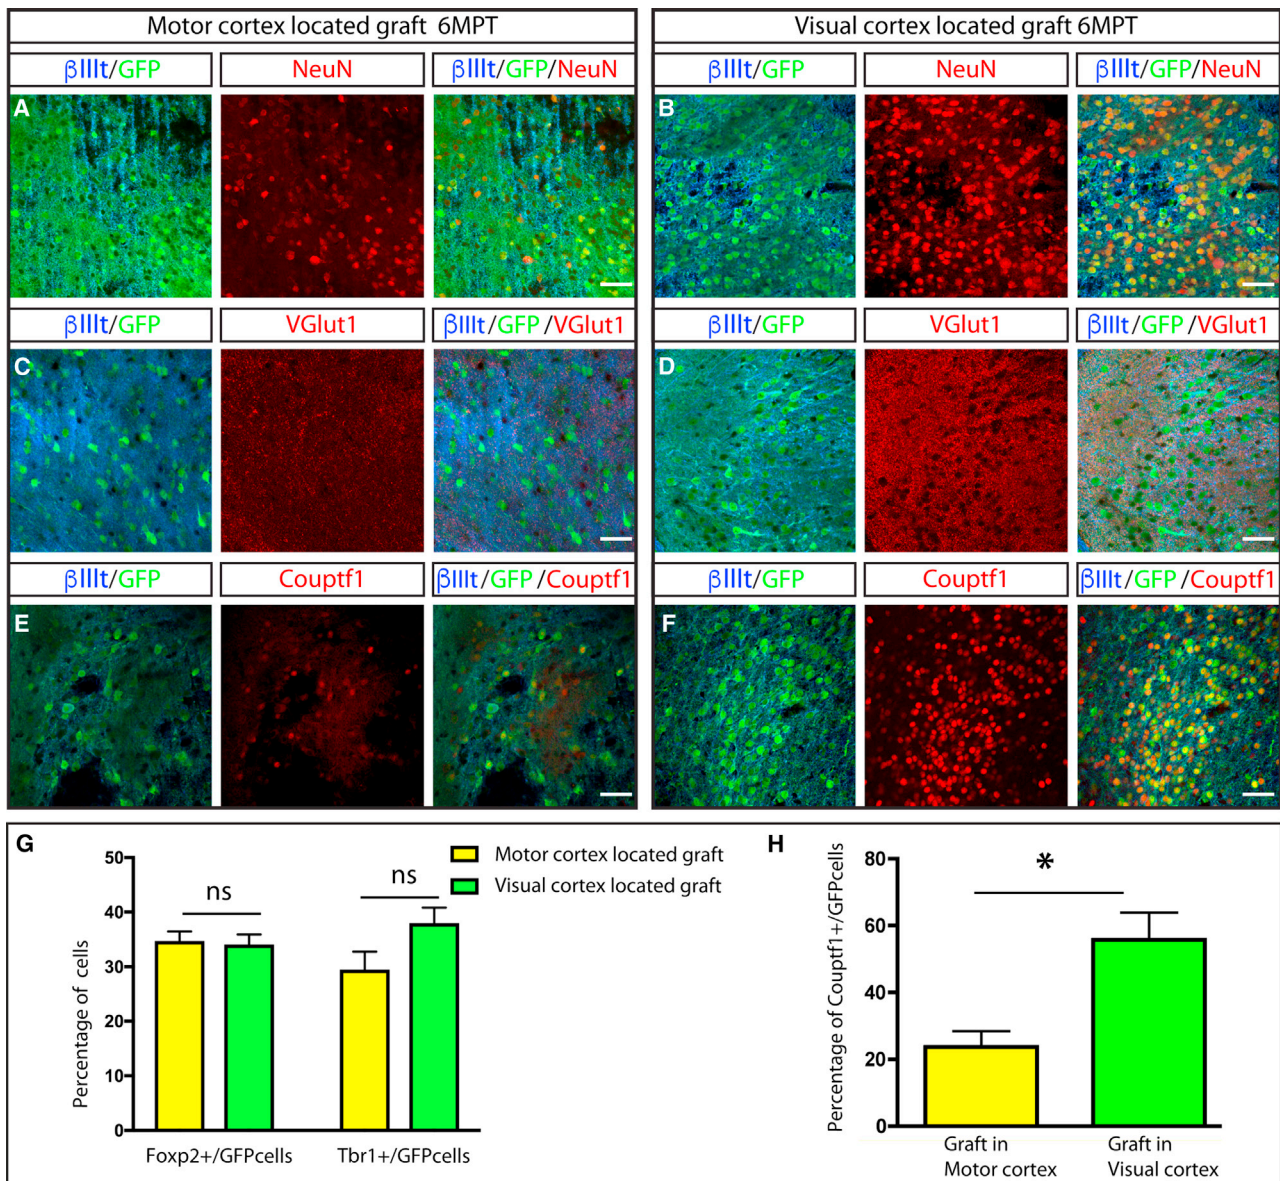 Motor cortex located graft 6MPT
Visual cortex located graft 6MPT
βIIIt/GFP
NeuN
βIIIt/GFP/NeuN
βIIIt/GFP
NeuN
βIIIt/GFP/NeuN
A
B
βIIIt/GFP
VGlut1
βIIIt/GFP /VGlut1
βIIIt/GFP
VGlut1
βIIIt/GFP /VGlut1
C
D
βIIIt/GFP
Couptf1
βIIIt/GFP /Couptf1
βIIIt/GFP
Couptf1
βIIIt/GFP /Couptf1
E
F
G
Percentage of cells
50
40
30
20
10
0
ns
ns
Motor cortex located graft
Visual cortex located graft
Foxp2+/GFPcells
Tbr1+/GFPcells
H
Percentage of Couptf1+/GFPcells
80
60
40
20
0
*
Graft in
Motor cortex
Graft in
Visual cortex